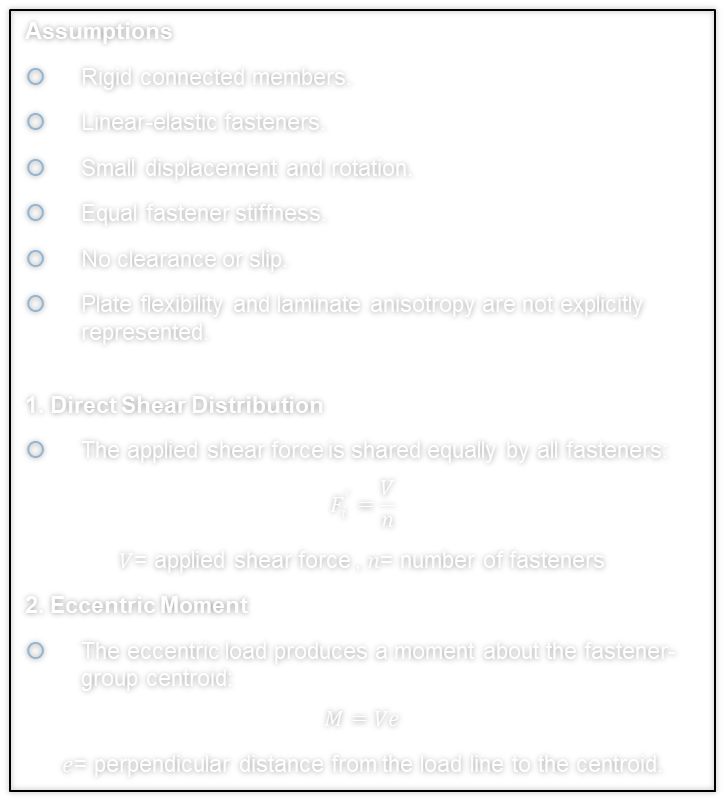 Assumptions
Rigid connected members.
Linear-elastic fasteners.
Small displacement and rotation.
Equal fastener stiffness.
No clearance or slip.
Plate flexibility and laminate anisotropy are not explicitly
represented.
1. Direct Shear Distribution
The applied shear force is shared equally by all fasteners:
F′ᵢ = V/n
V= applied shear force , n= number of fasteners
2. Eccentric Moment
The eccentric load produces a moment about the fastener-
group centroid:
M = Ve
e= perpendicular distance from the load line to the centroid.